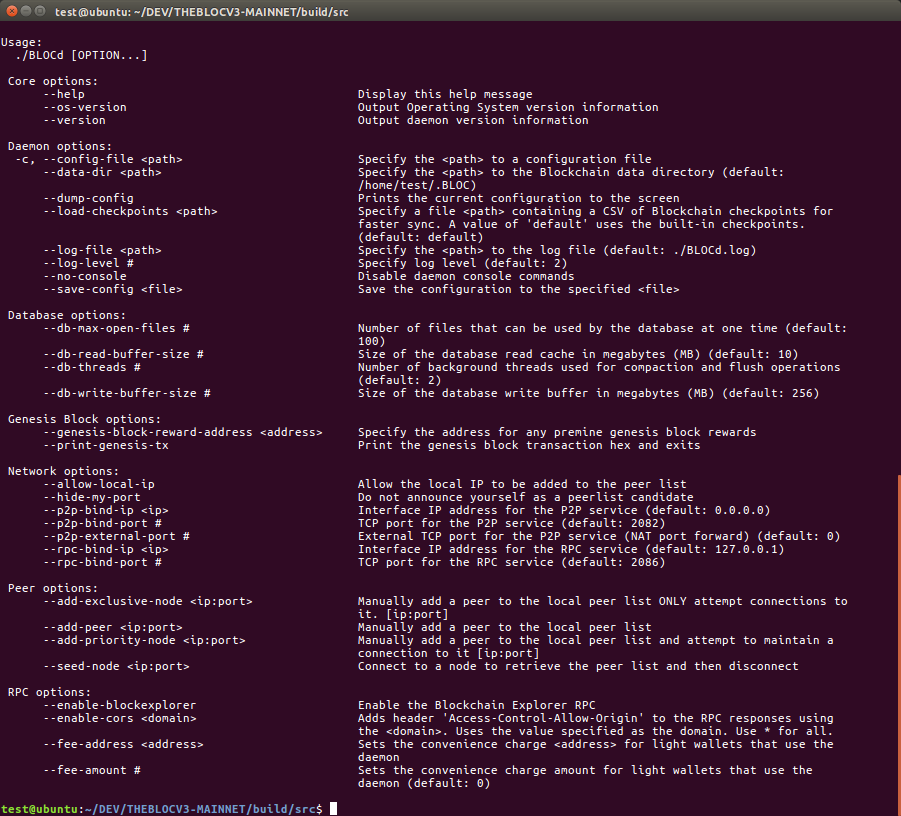 test@ubuntu: ~/DEV/THEBLOCV3-MAINNET/build/src
Usage:
  ./BLOCd [OPTION...]
 Core options:
      --help                                       Display this help message
      --os-version                                 Output Operating System version information
      --version                                    Output daemon version information
 Daemon options:
  -c, --config-file <path>                         Specify the <path> to a configuration file
      --data-dir <path>                            Specify the <path> to the Blockchain data directory (default:
                                                   /home/test/.BLOC)
      --dump-config                                Prints the current configuration to the screen
      --load-checkpoints <path>                    Specify a file <path> containing a CSV of Blockchain checkpoints for
                                                   faster sync. A value of 'default' uses the built-in checkpoints.
                                                   (default: default)
      --log-file <path>                            Specify the <path> to the log file (default: ./BLOCd.log)
      --log-level #                                Specify log level (default: 2)
      --no-console                                 Disable daemon console commands
      --save-config <file>                         Save the configuration to the specified <file>
 Database options:
      --db-max-open-files #                        Number of files that can be used by the database at one time (default:
                                                   100)
      --db-read-buffer-size #                      Size of the database read cache in megabytes (MB) (default: 10)
      --db-threads #                               Number of background threads used for compaction and flush operations
                                                   (default: 2)
      --db-write-buffer-size #                     Size of the database write buffer in megabytes (MB) (default: 256)
 Genesis Block options:
      --genesis-block-reward-address <address>     Specify the address for any premine genesis block rewards
      --print-genesis-tx                           Print the genesis block transaction hex and exits
 Network options:
      --allow-local-ip                             Allow the local IP to be added to the peer list
      --hide-my-port                               Do not announce yourself as a peerlist candidate
      --p2p-bind-ip <ip>                           Interface IP address for the P2P service (default: 0.0.0.0)
      --p2p-bind-port #                            TCP port for the P2P service (default: 2082)
      --p2p-external-port #                        External TCP port for the P2P service (NAT port forward) (default: 0)
      --rpc-bind-ip <ip>                           Interface IP address for the RPC service (default: 127.0.0.1)
      --rpc-bind-port #                            TCP port for the RPC service (default: 2086)
 Peer options:
      --add-exclusive-node <ip:port>               Manually add a peer to the local peer list ONLY attempt connections to
                                                   it. [ip:port]
      --add-peer <ip:port>                         Manually add a peer to the local peer list
      --add-priority-node <ip:port>                Manually add a peer to the local peer list and attempt to maintain a
                                                   connection to it [ip:port]
      --seed-node <ip:port>                        Connect to a node to retrieve the peer list and then disconnect
 RPC options:
      --enable-blockexplorer                       Enable the Blockchain Explorer RPC
      --enable-cors <domain>                       Adds header 'Access-Control-Allow-Origin' to the RPC responses using
                                                   the <domain>. Uses the value specified as the domain. Use * for all.
      --fee-address <address>                      Sets the convenience charge <address> for light wallets that use the
                                                   daemon
      --fee-amount #                               Sets the convenience charge amount for light wallets that use the
                                                   daemon (default: 0)
test@ubuntu:~/DEV/THEBLOCV3-MAINNET/build/src$